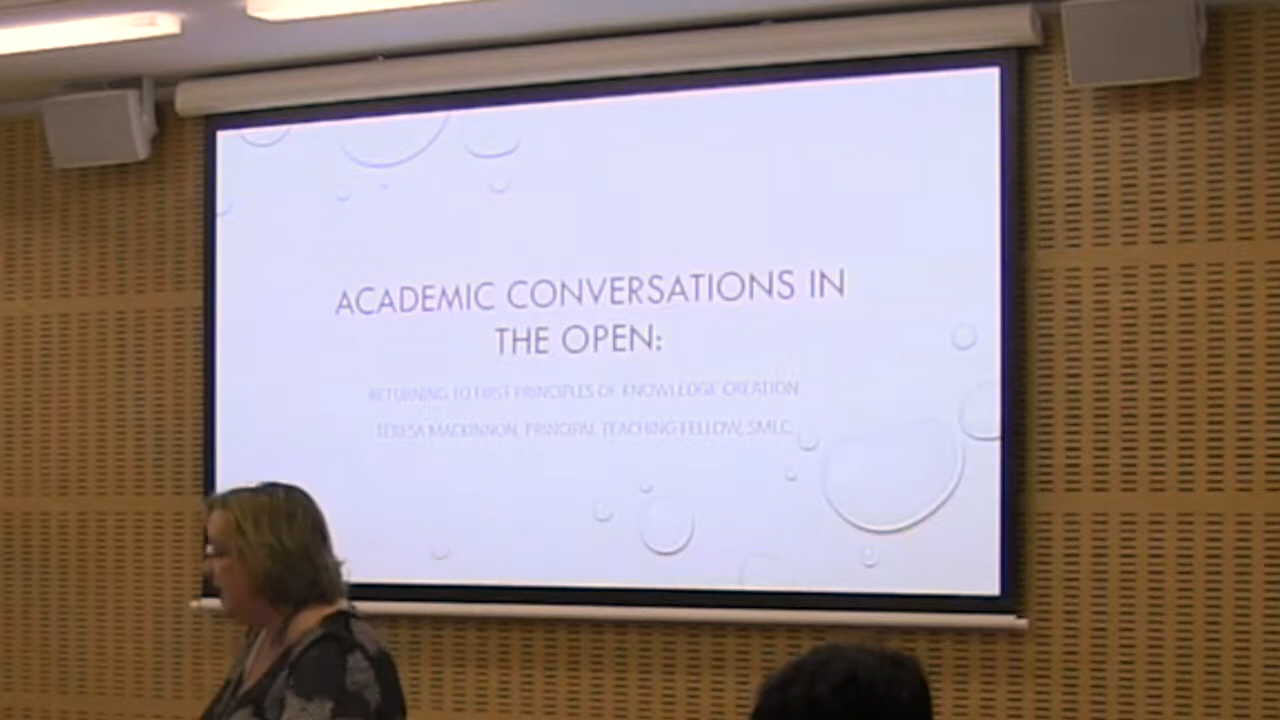 ACADEMIC CONVERSATIONS IN
THE OPEN:
RETURNING TO FIRST PRINCIPLES OF KNOWLEDGE CREATION
TERESA MACKINNON, PRINCIPAL TEACHING FELLOW, SMLC